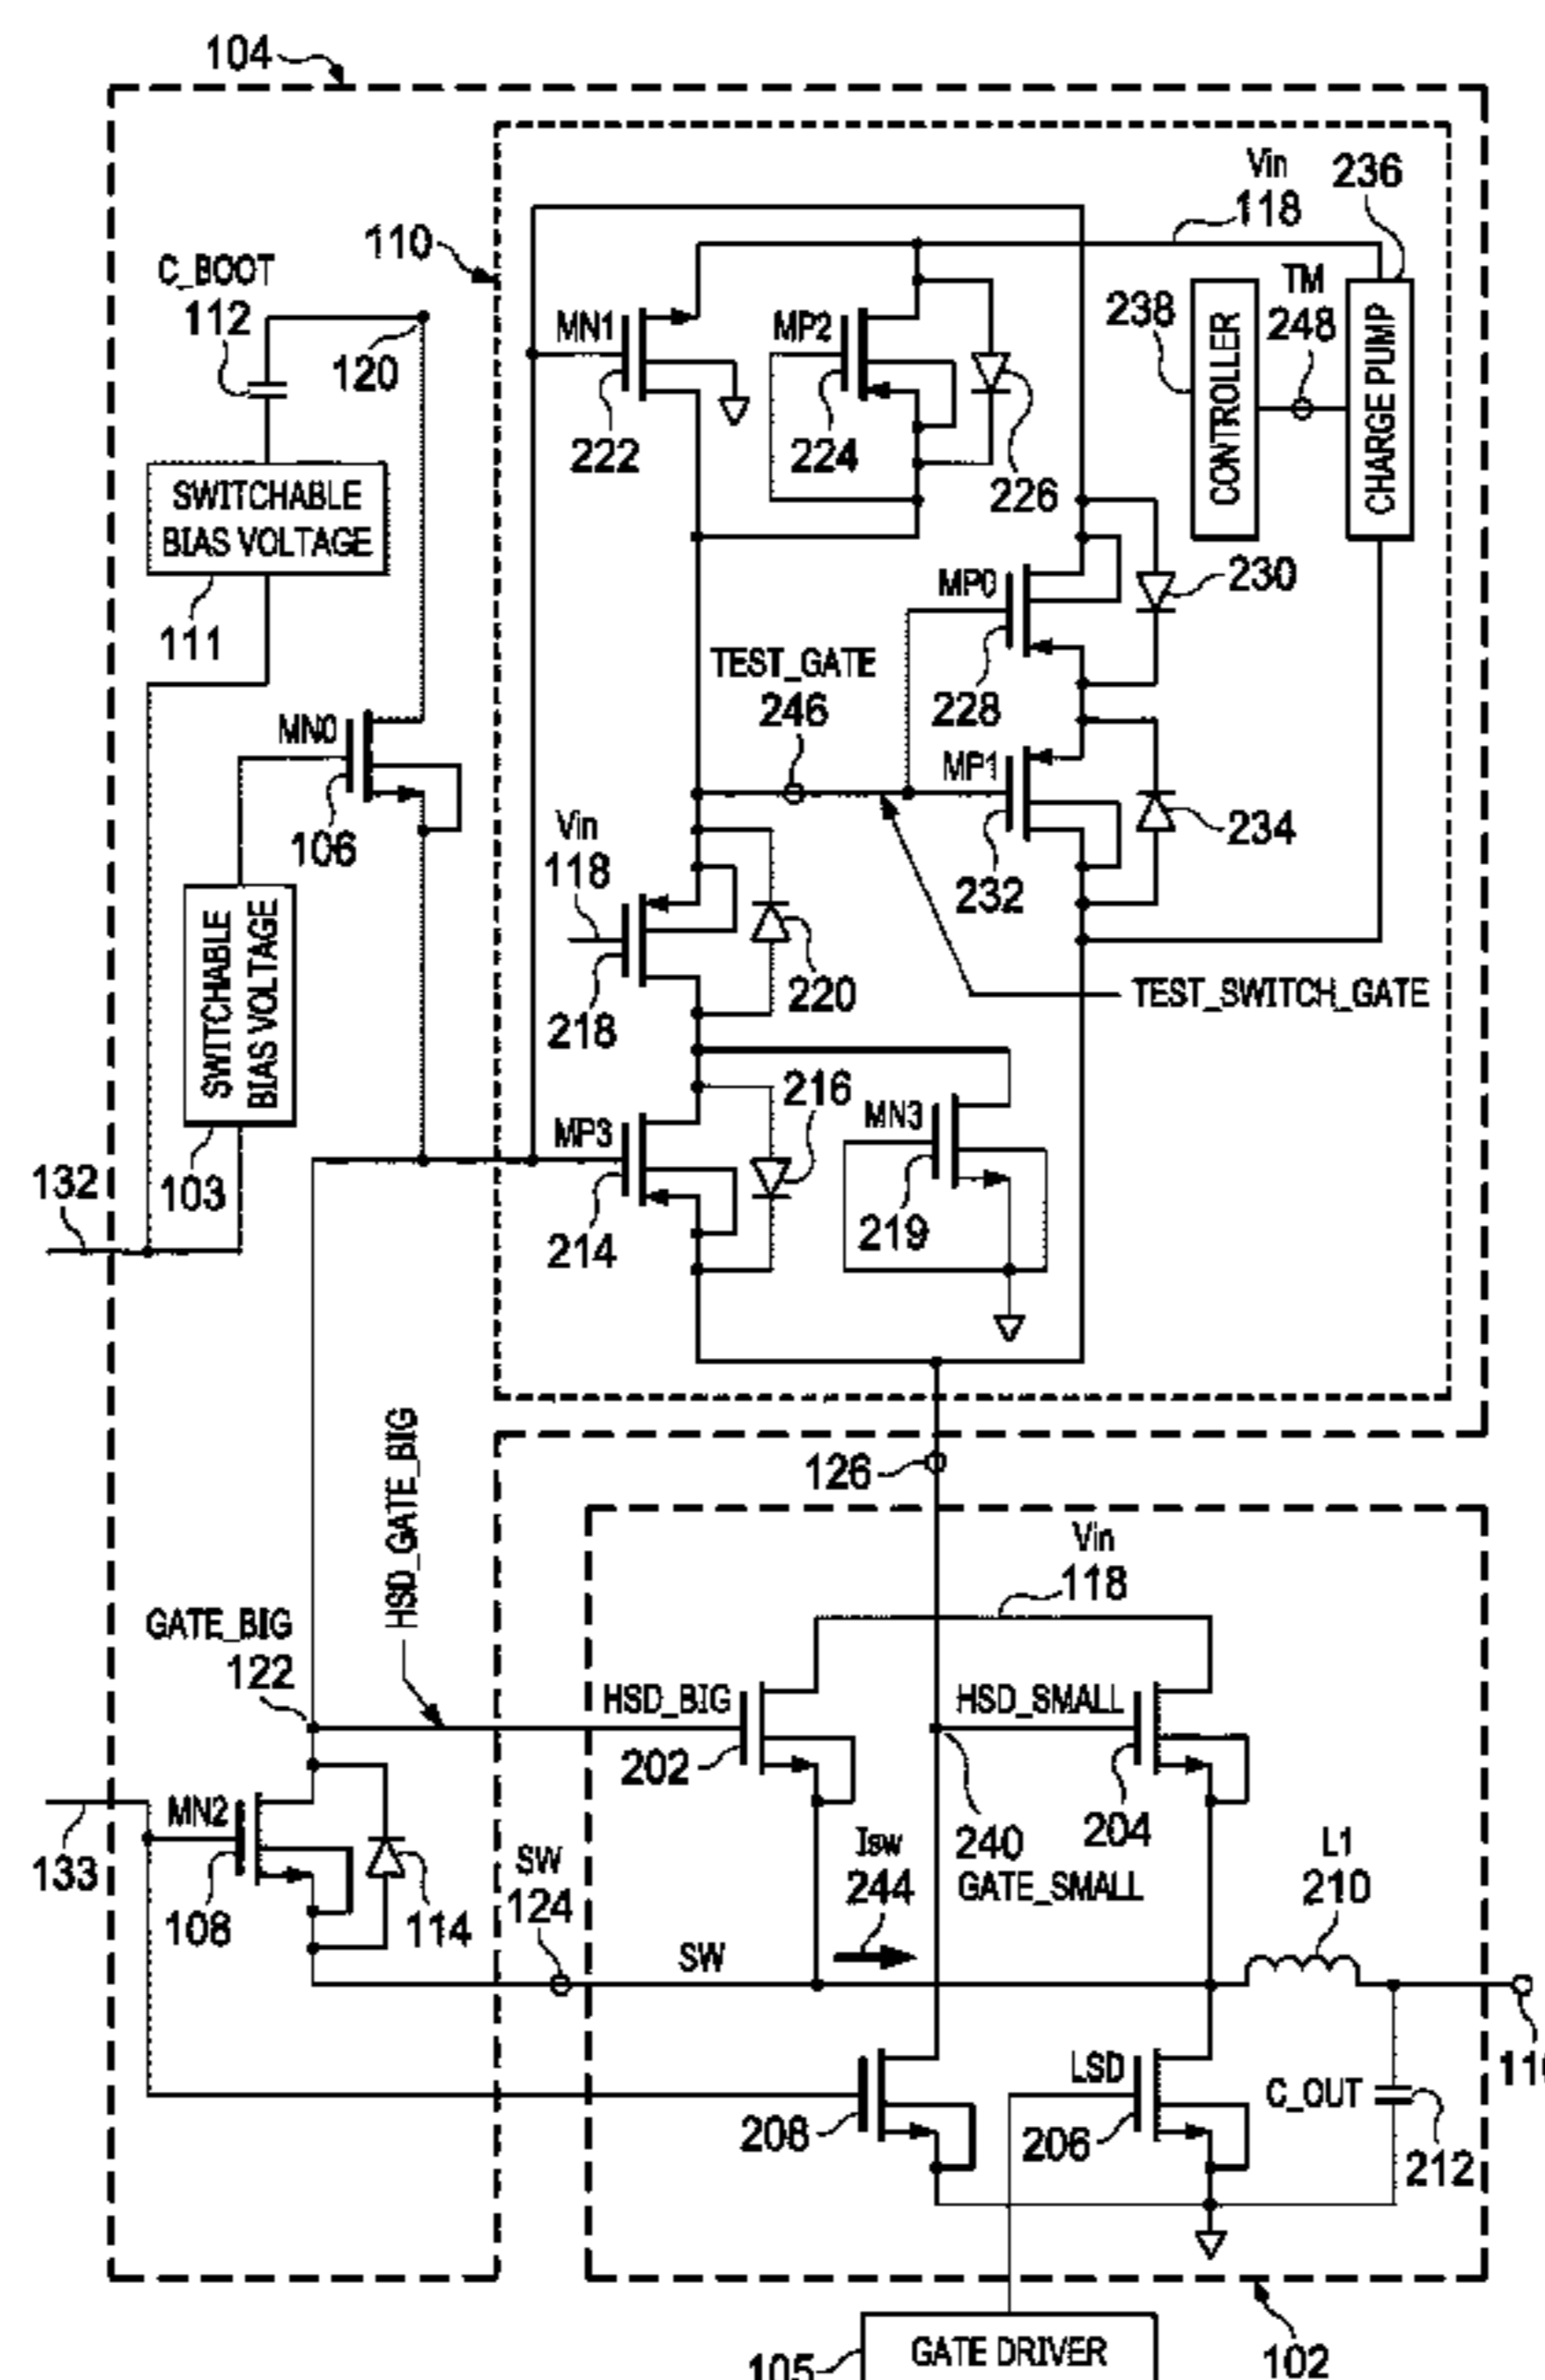 104
Vin
236
118
110
C_BOOT
112
120
MN1
222
MP2
224
226
238
CONTROLLER
TM
248
CHARGE PUMP
SWITCHABLE
BIAS VOLTAGE
111
MP0
230
228
TEST_GATE
246
MN0
106
MP1
234
232
Vin
118
218
220
TEST_SWITCH_GATE
SWITCHABLE
BIAS VOLTAGE
103
132
MP3
214
216
MN3
219
126
HSD_GATE_BIG
Vin
118
GATE_BIG
122
HSD_BIG
202
HSD_SMALL
204
240
GATE_SMALL
133
MN2
108
114
SW
124
SW
Isw
244
L1
210
208
LSD
206
C_OUT
212
GATE DRIVER
105
102